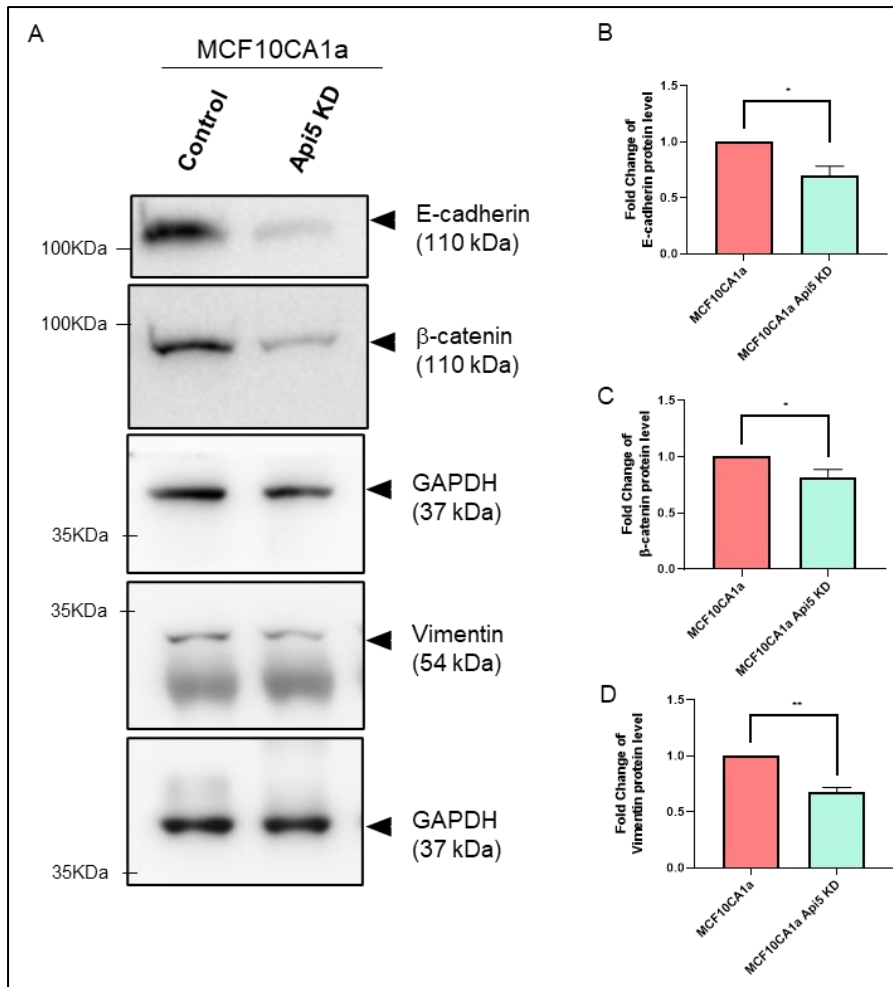 A
MCF10CA1a
Control
Api5 KD
100KDa
E-cadherin
(110 kDa)
100KDa
β-catenin
(110 kDa)
35KDa
GAPDH
(37 kDa)
35KDa
Vimentin
(54 kDa)
35KDa
GAPDH
(37 kDa)
B
Fold Change of
E-cadherin protein level
1.5
1.0
0.5
0.0
*
MCF10CA1a
MCF10CA1a Api5 KD
C
Fold Change of
β-catenin protein level
1.5
1.0
0.5
0.0
*
MCF10CA1a
MCF10CA1a Api5 KD
D
Fold Change of
Vimentin protein level
1.5
1.0
0.5
0.0
**
MCF10CA1a
MCF10CA1a Api5 KD